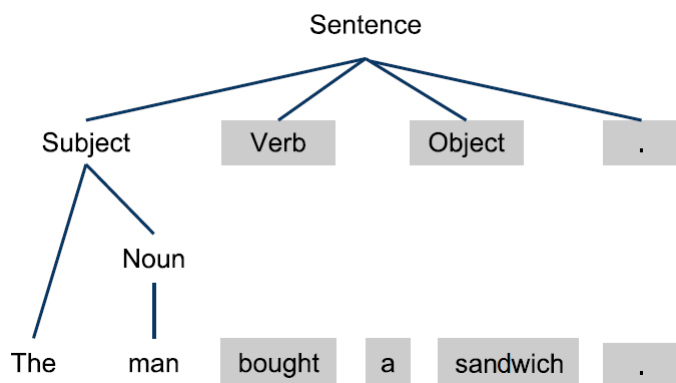 Sentence
Subject Verb Object .
Noun
The man bought a sandwich .